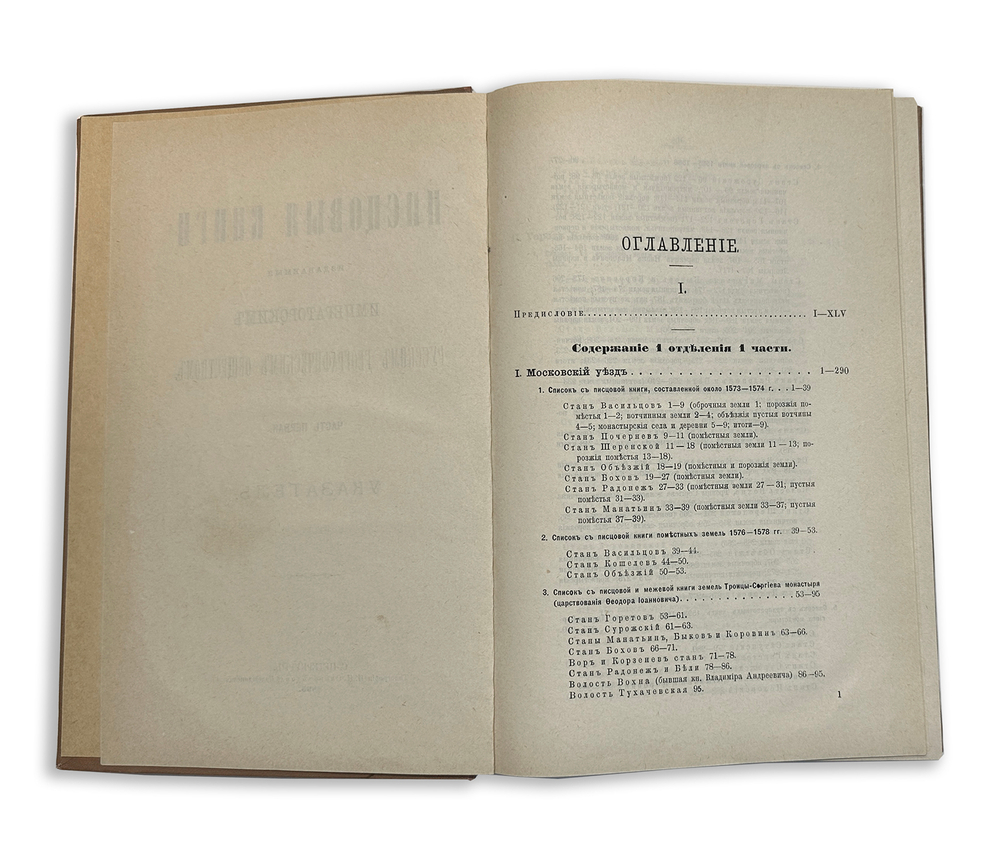 ОГЛАВЛЕНІЕ.
I.
Предисловіе. . . . . . . . . . . . . . . . . . . . I—XLV
Содержаніе 1 отдѣленія 1 части.
I. Московскій уѣздъ . . . . . . . . . . . . . . . . . . 1—290
1. Списокъ съ писцовой книги, составленной около 1573—1574 г. . . 1—39
Станъ Васильцовъ 1—9 (оброчныя земли 1; порозжія по-
мѣстья 1—2; вотчинныя земли 2—4; объѣзжія пустыя вотчины
4—5; монастырскія села и деревни 5—9; итоги—9).
Станъ Почерневъ 9—11 (помѣстныя земли).
Станъ Шеренской 11—18 (помѣстныя земли 11—13; по-
розжія помѣстья 13—18).
Станъ Объѣзжій 18—19 (помѣстныя и порозжія земли).
Станъ Боховъ 19—27 (помѣстныя земли).
Станъ Радонежъ 27—33 (помѣстныя земли 27—31; пустыя
помѣстья 31—33).
Станъ Манатьинъ 33—39 (помѣстныя земли 33—37; пустыя
помѣстья 37—39).
2. Списокъ съ писцовой книги помѣстныхъ земель 1576—1578 гг. 39—53.
Станъ Васильцовъ 39—44.
Станъ Кошелевъ 44—50.
Станъ Объѣзжій 50—53.
3. Списокъ съ писцовой и межевой книги земель Троицы-Сергіева монастыря
(царствованія Ѳеодора Іоанновича). . . . . . . . . . . . . . 53—95
Станъ Горетовъ 53—61.
Станъ Сурожскій 61—63.
Станы Манатьинъ, Быковъ и Коровинъ 63—66.
Станъ Боховъ 66—71.
Воръ и Корзеневъ станъ 71—78.
Станъ Радонежъ и Бѣли 78—86.
Волость Вохна (бывшая кн. Владиміра Андреевича) 86—95.
Волость Тухачевская 95.
1